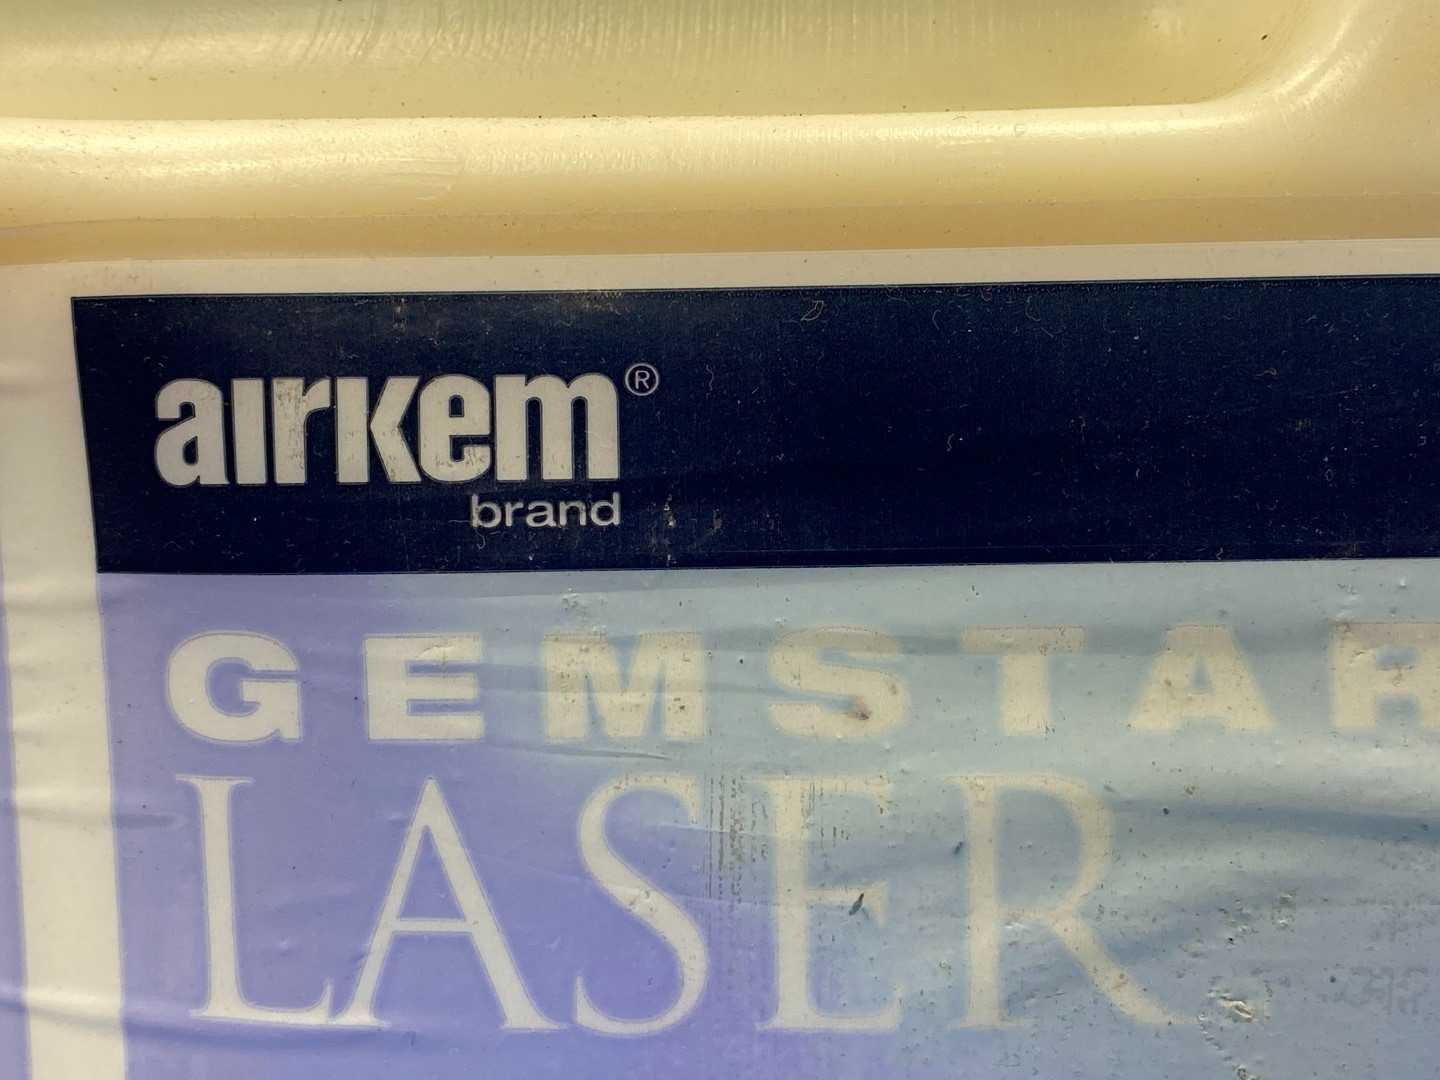 airkem®
brand
GEMSTAR
LASER